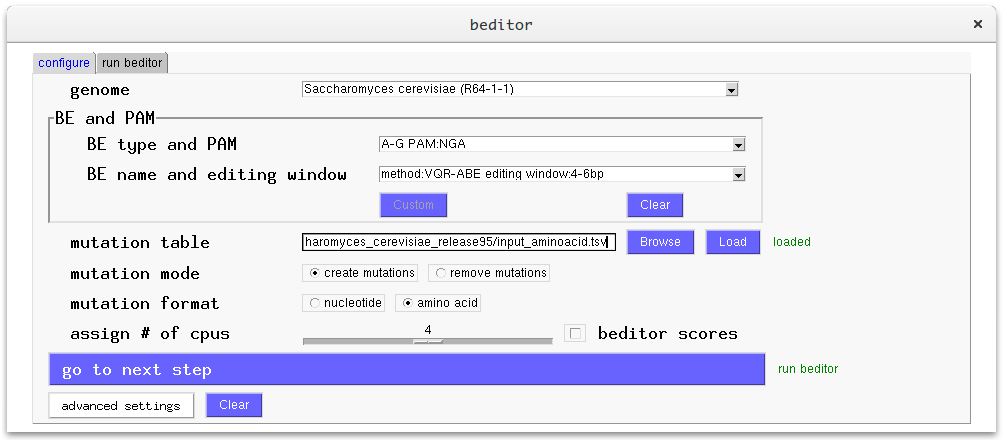 beditor ×
configure run beditor
genome Saccharomyces cerevisiae (R64-1-1)
BE and PAM
BE type and PAM A-G PAM:NGA
BE name and editing window method:VQR-ABE editing window:4-6bp
Custom Clear
mutation table haromyces_cerevisiae_release95/input_aminoacid.tsv Browse Load loaded
mutation mode create mutations remove mutations
mutation format nucleotide amino acid
4
assign # of cpus beditor scores
go to next step run beditor
advanced settings Clear